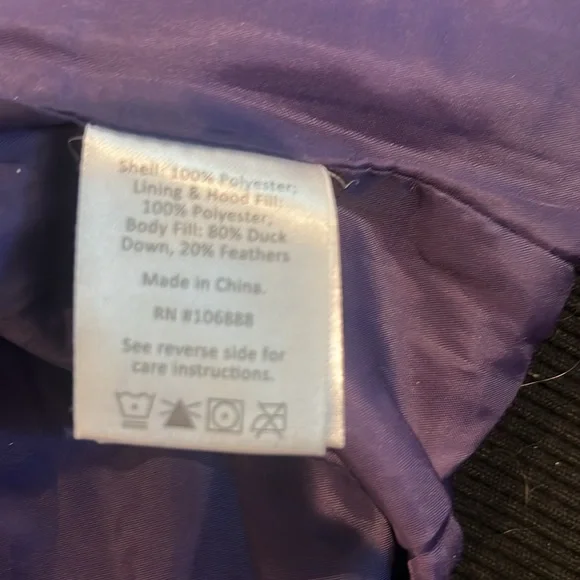 Shell: 100% Polyester;
Lining & Hood Fill:
100% Polyester;
Body Fill: 80% Duck
Down, 20% Feathers
Made in China.
RN #106888
See reverse side for
care instructions.